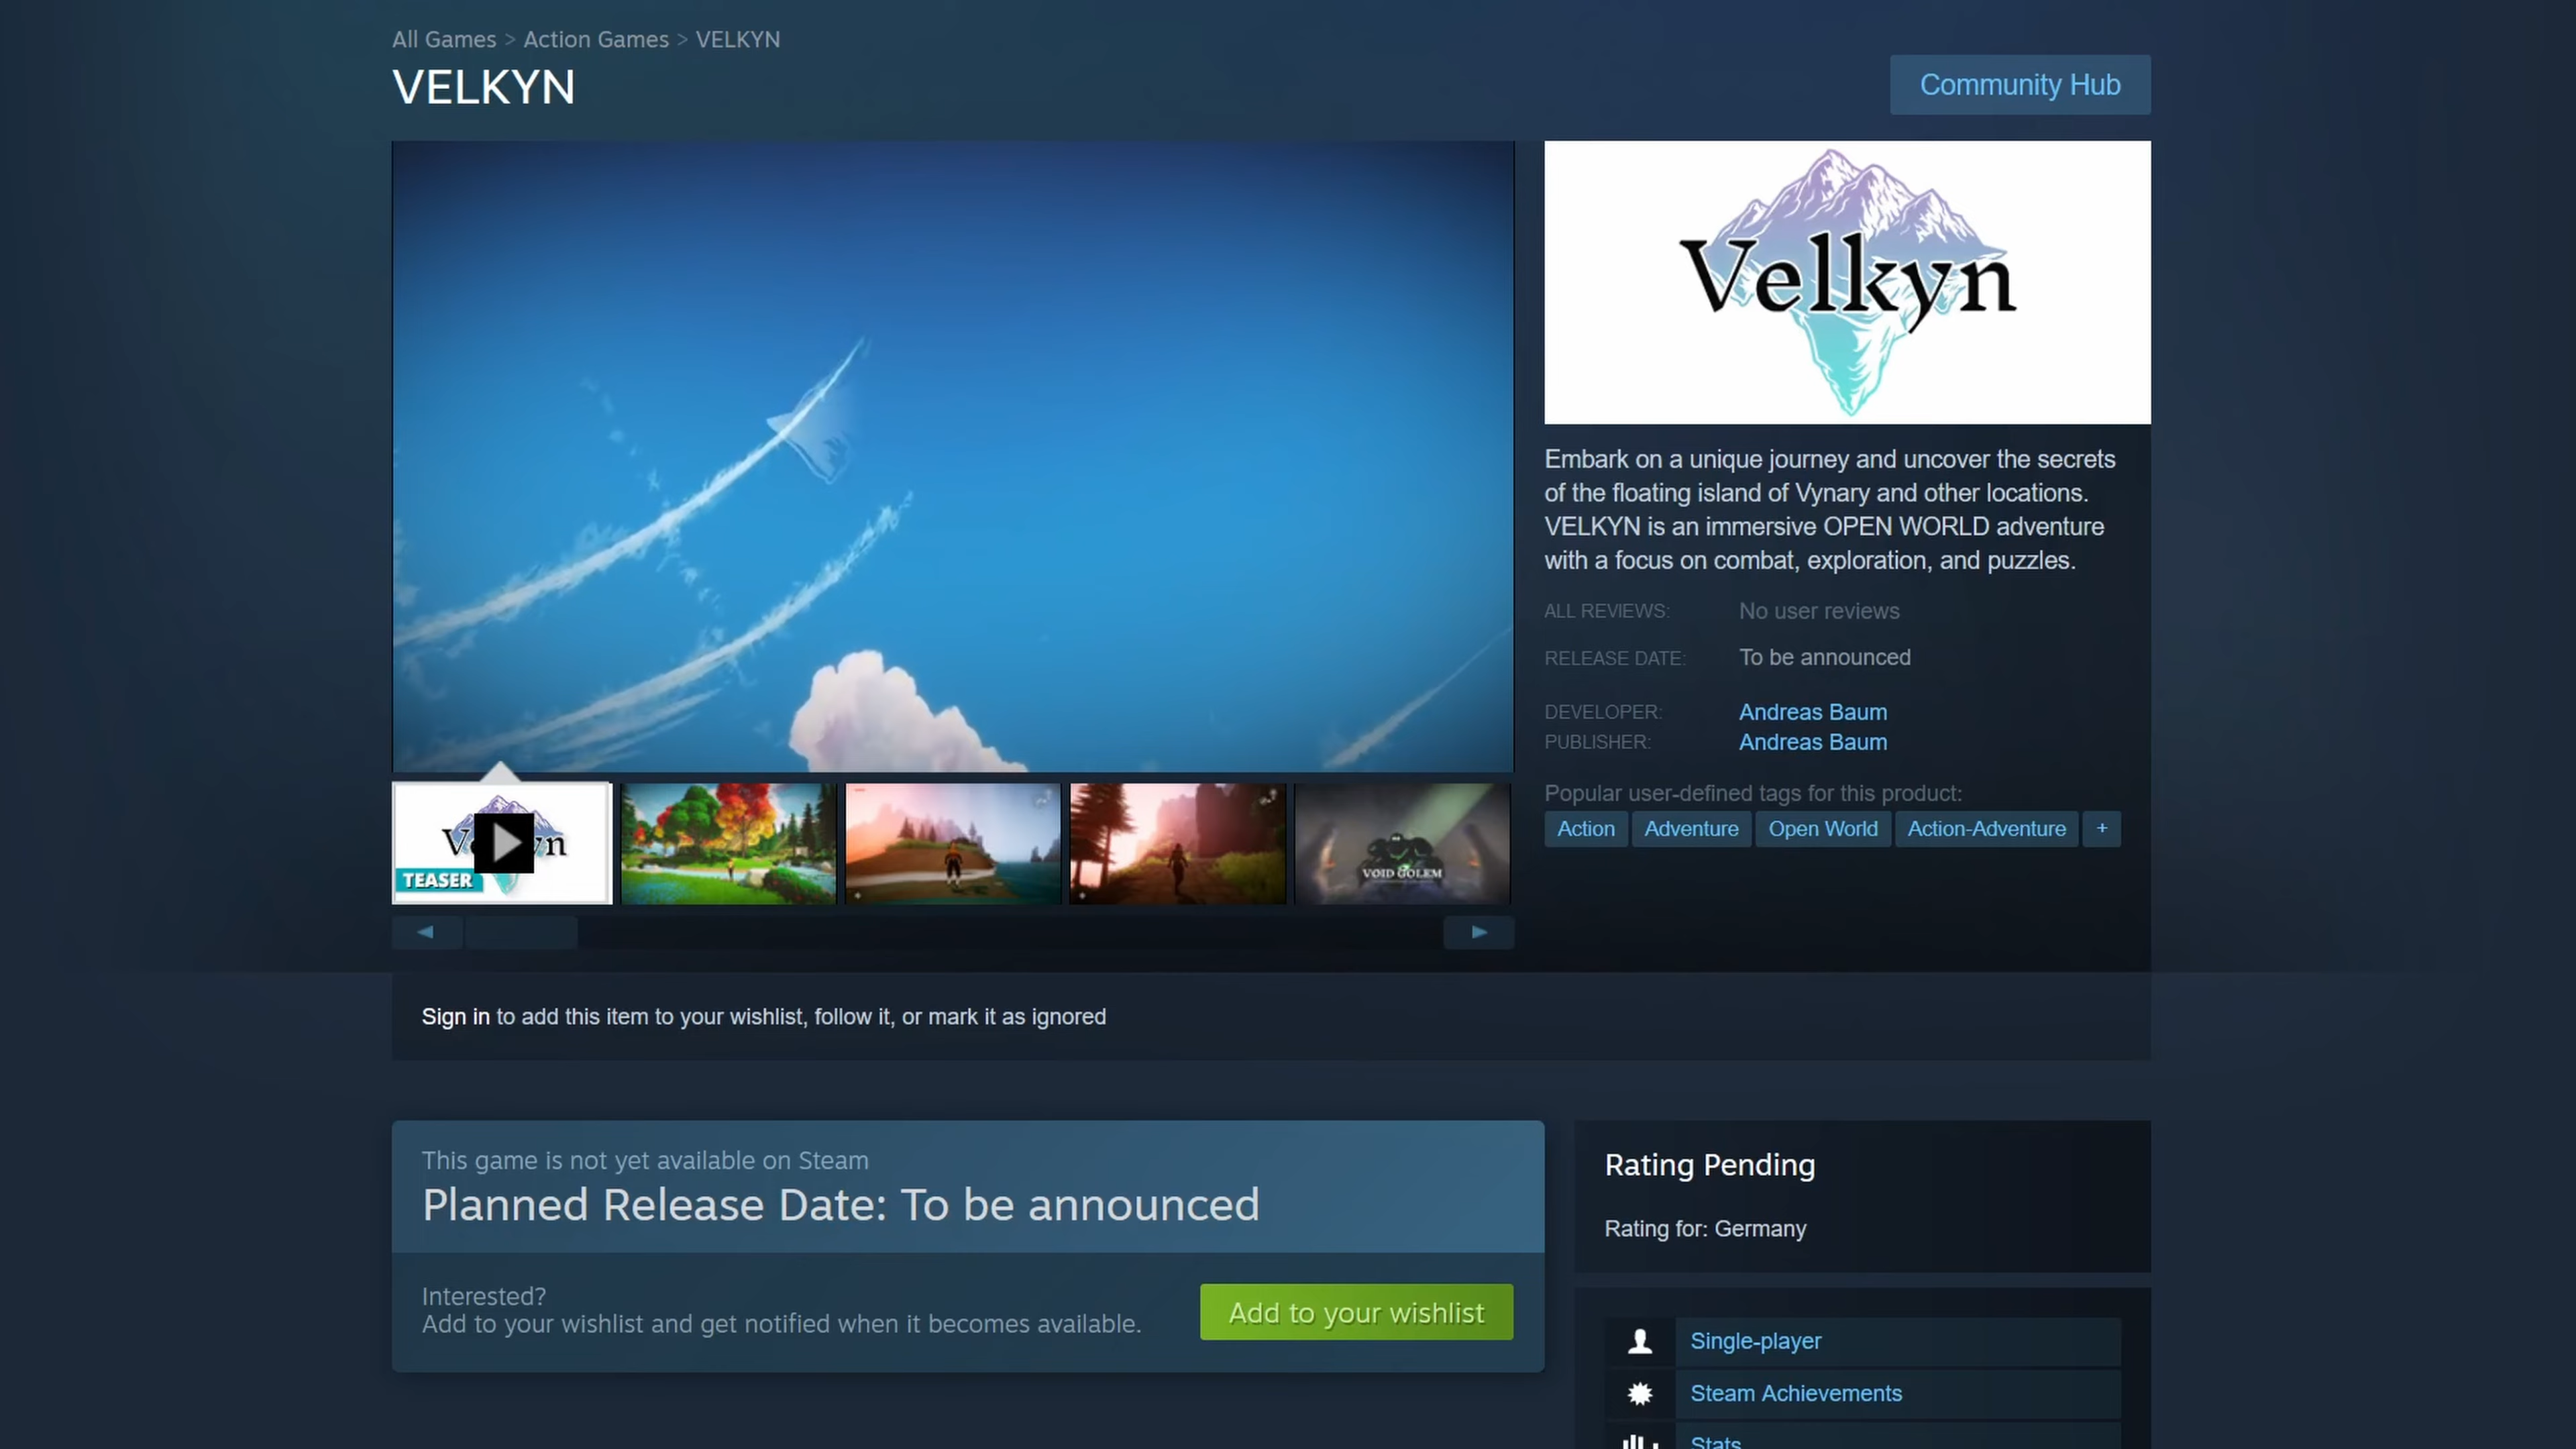 All Games > Action Games > VELKYN
VELKYN
Community Hub
Velkyn
Embark on a unique journey and uncover the secrets
of the floating island of Vynary and other locations.
VELKYN is an immersive OPEN WORLD adventure
with a focus on combat, exploration, and puzzles.
ALL REVIEWS: No user reviews
RELEASE DATE: To be announced
DEVELOPER: Andreas Baum
PUBLISHER: Andreas Baum
Popular user-defined tags for this product:
Action Adventure Open World Action-Adventure +
TEASER
VOID GOLEM
Sign in to add this item to your wishlist, follow it, or mark it as ignored
This game is not yet available on Steam
Planned Release Date: To be announced
Interested?
Add to your wishlist and get notified when it becomes available.
Add to your wishlist
Rating Pending
Rating for: Germany
Single-player
Steam Achievements
Stats